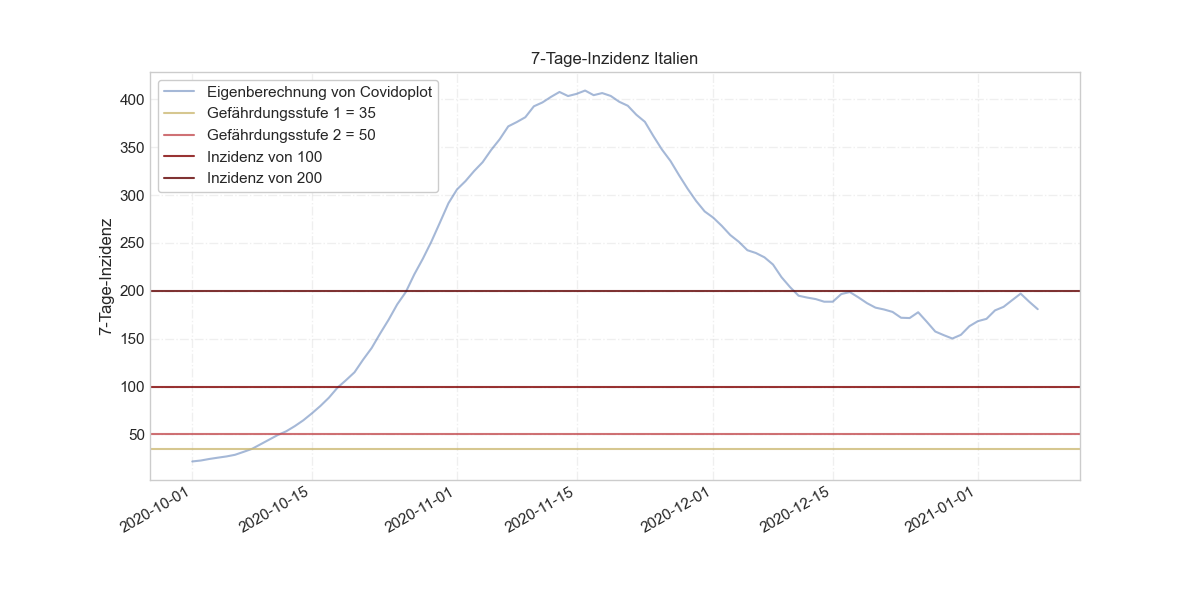 7-Tage-Inzidenz Italien
Eigenberechnung von Covidoplot
Gefährdungsstufe 1 = 35
Gefährdungsstufe 2 = 50
Inzidenz von 100
Inzidenz von 200
7-Tage-Inzidenz
400
350
300
250
200
150
100
50
2020-10-01
2020-10-15
2020-11-01
2020-11-15
2020-12-01
2020-12-15
2021-01-01